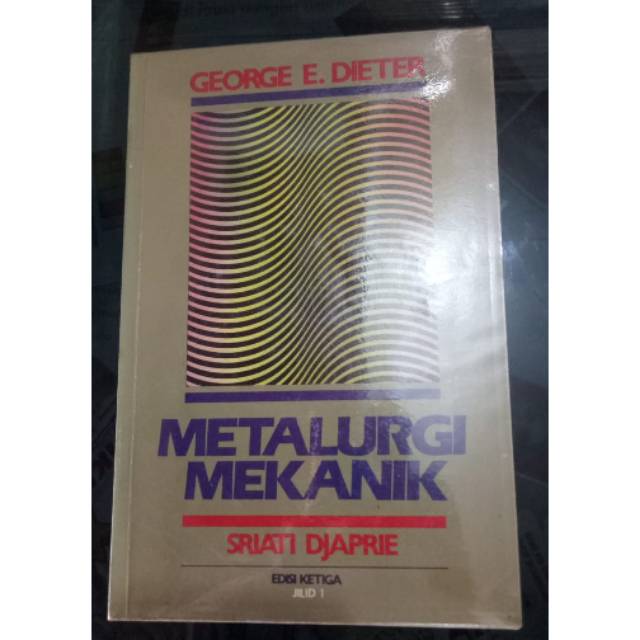 GEORGE E. DIETER
METALURGI
MEKANIK
SRIATI DJAPRIE
EDISI KETIGA
JILID 1